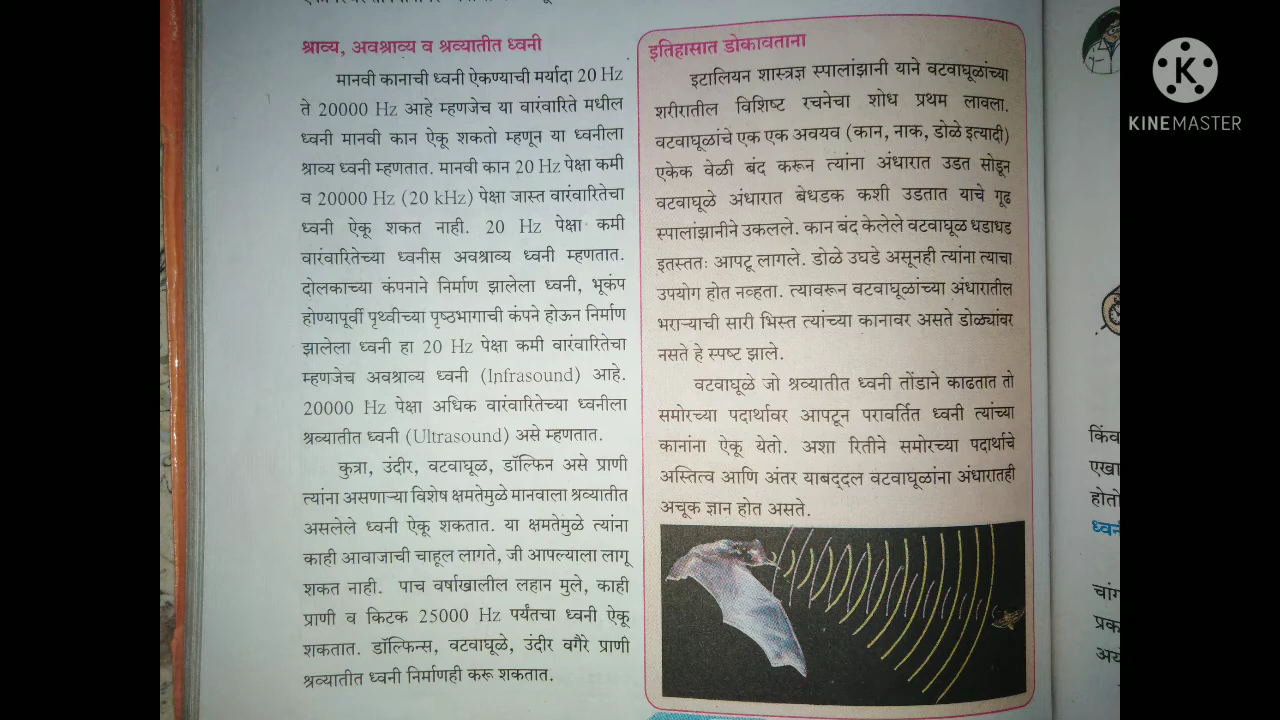 श्राव्य, अवश्राव्य व श्रव्यातीत ध्वनी
मानवी कानाची ध्वनी ऐकण्याची मर्यादा 20 Hz
ते 20000 Hz आहे म्हणजेच या वारंवारिते मधील
ध्वनी मानवी कान ऐकू शकतो म्हणून या ध्वनीला
श्राव्य ध्वनी म्हणतात. मानवी कान 20 Hz पेक्षा कमी
व 20000 Hz (20 kHz) पेक्षा जास्त वारंवारितेचा
ध्वनी ऐकू शकत नाही. 20 Hz पेक्षा कमी
वारंवारितेच्या ध्वनीस अवश्राव्य ध्वनी म्हणतात.
दोलकाच्या कंपनाने निर्माण झालेला ध्वनी, भूकंप
होण्यापूर्वी पृथ्वीच्या पृष्ठभागाची कंपने होऊन निर्माण
झालेला ध्वनी हा 20 Hz पेक्षा कमी वारंवारितेचा
म्हणजेच अवश्राव्य ध्वनी (Infrasound) आहे.
20000 Hz पेक्षा अधिक वारंवारितेच्या ध्वनीला
श्रव्यातीत ध्वनी (Ultrasound) असे म्हणतात.
कुत्रा, उंदीर, वटवाघूळ, डॉल्फिन असे प्राणी
त्यांना असणाऱ्या विशेष क्षमतेमुळे मानवाला श्रव्यातीत
असलेले ध्वनी ऐकू शकतात. या क्षमतेमुळे त्यांना
काही आवाजाची चाहूल लागते, जी आपल्याला लागू
शकत नाही. पाच वर्षाखालील लहान मुले, काही
प्राणी व किटक 25000 Hz पर्यंतचा ध्वनी ऐकू
शकतात. डॉल्फिन्स, वटवाघूळे, उंदीर वगैरे प्राणी
श्रव्यातीत ध्वनी निर्माणही करू शकतात.
इतिहासात डोकावताना
इटालियन शास्त्रज्ञ स्पालांझानी याने वटवाघूळांच्या
शरीरातील विशिष्ट रचनेचा शोध प्रथम लावला.
वटवाघूळांचे एक एक अवयव (कान, नाक, डोळे इत्यादी)
एकेक वेळी बंद करून त्यांना अंधारात उडत सोडून
वटवाघूळे अंधारात बेधडक कशी उडतात याचे गूढ
स्पालांझानीने उकलले. कान बंद केलेले वटवाघूळ धडाधड
इतस्ततः आपटू लागले. डोळे उघडे असूनही त्यांना त्याचा
उपयोग होत नव्हता. त्यावरून वटवाघूळांच्या अंधारातील
भराऱ्याची सारी भिस्त त्यांच्या कानावर असते डोळ्यांवर
नसते हे स्पष्ट झाले.
वटवाघूळे जो श्रव्यातीत ध्वनी तोंडाने काढतात तो
समोरच्या पदार्थावर आपटून परावर्तित ध्वनी त्यांच्या
कानांना ऐकू येतो. अशा रितीने समोरच्या पदार्थाचे
अस्तित्व आणि अंतर याबद्दल वटवाघूळांना अंधारातही
अचूक ज्ञान होत असते.
KINEMASTER
किंव
एखा
होतो
ध्वनी
चांग
प्रक